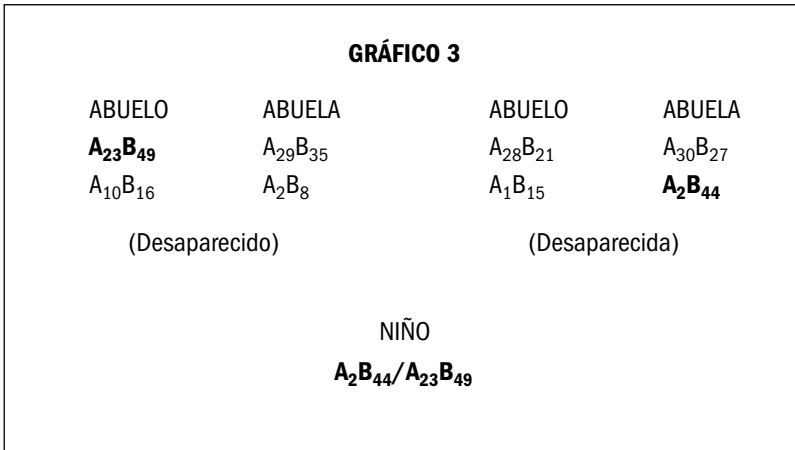 GRÁFICO 3
ABUELO ABUELA ABUELO ABUELA
A23B49 A29B35 A28B21 A30B27
A10B16 A2B8 A1B15 A2B44
(Desaparecido) (Desaparecida)
NIÑO
A2B44/A23B49